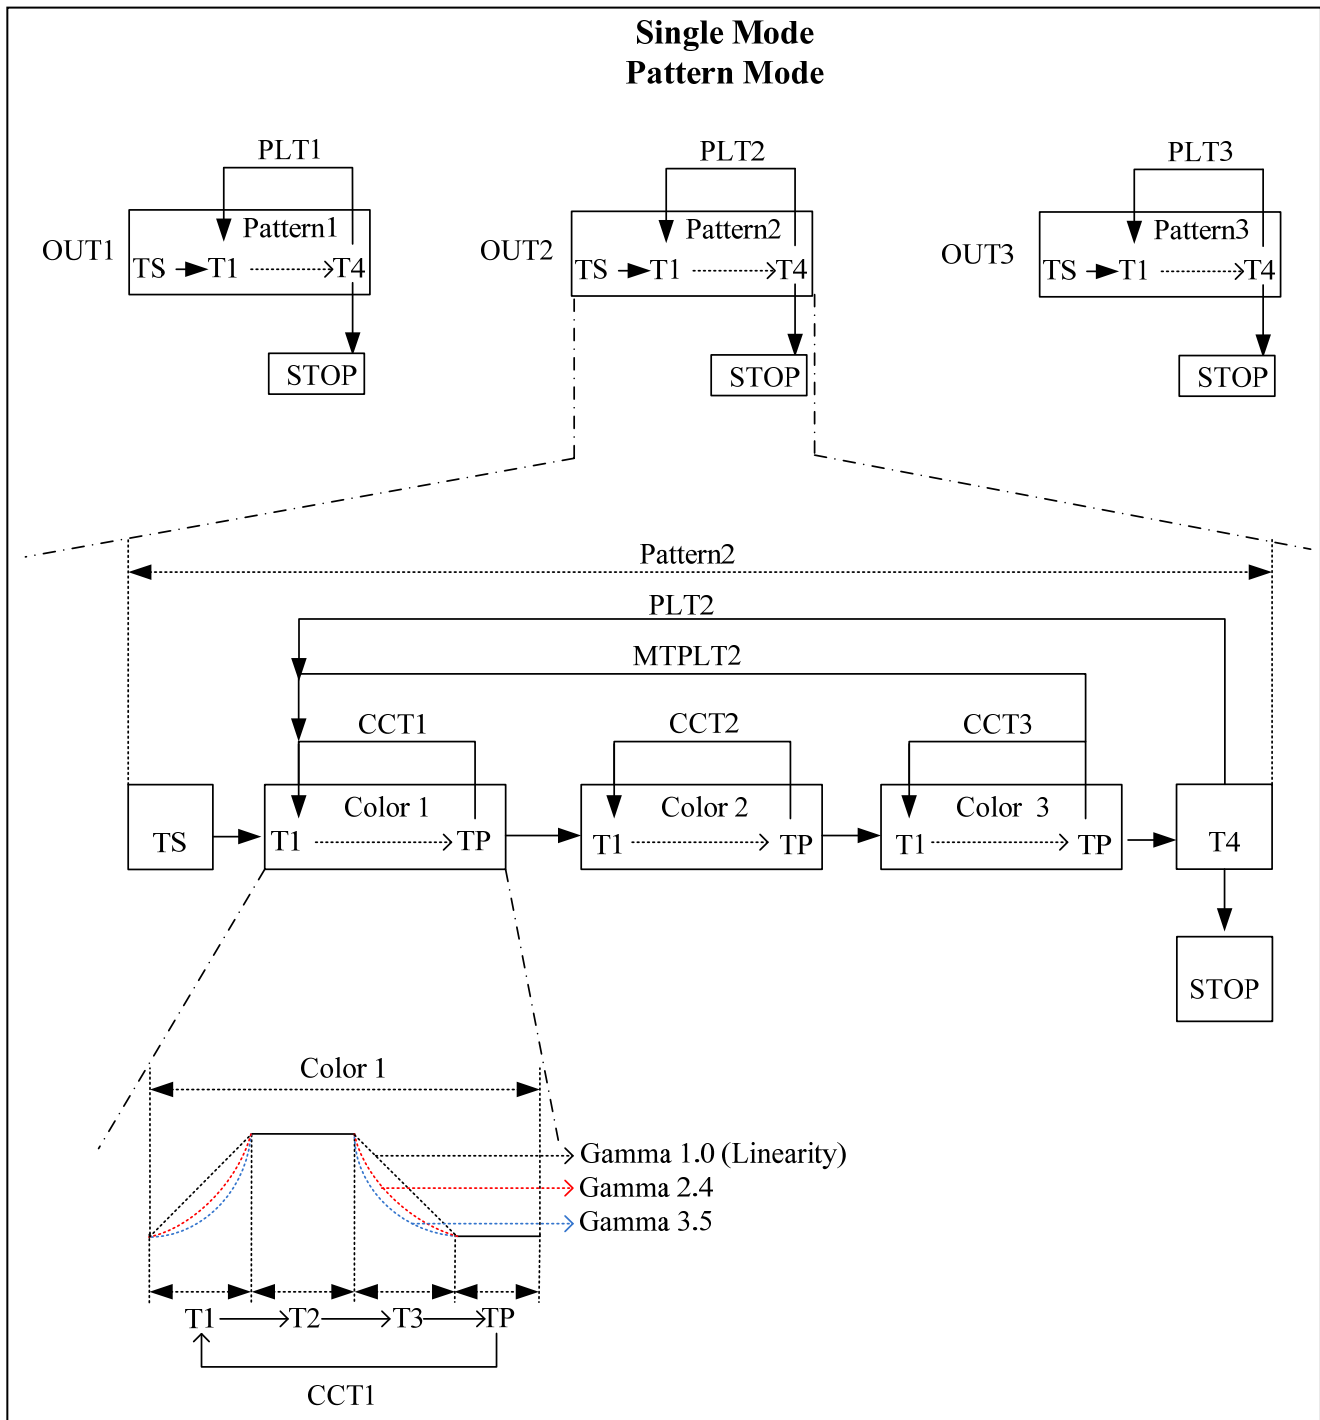 Single Mode
Pattern Mode
PLT1
PLT2
PLT3
OUT1
Pattern1
TS T1 T4
OUT2
Pattern2
TS T1 T4
OUT3
Pattern3
TS T1 T4
STOP
STOP
STOP
Pattern2
PLT2
MTPLT2
CCT1
CCT2
CCT3
TS
Color 1
T1 TP
Color 2
T1 TP
Color 3
T1 TP
T4
STOP
Color 1
Gamma 1.0 (Linearity)
Gamma 2.4
Gamma 3.5
T1 T2 T3 TP
CCT1